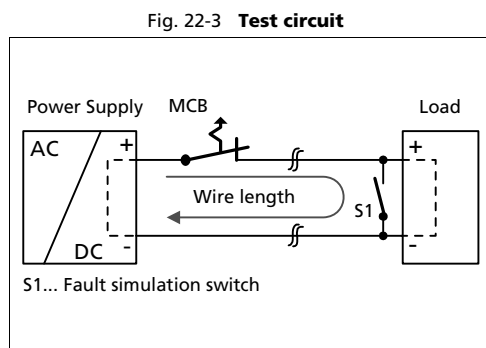 Fig. 22-3 Test circuit
Power Supply MCB Load
AC + +
Wire length
S1
DC - -
S1... Fault simulation switch